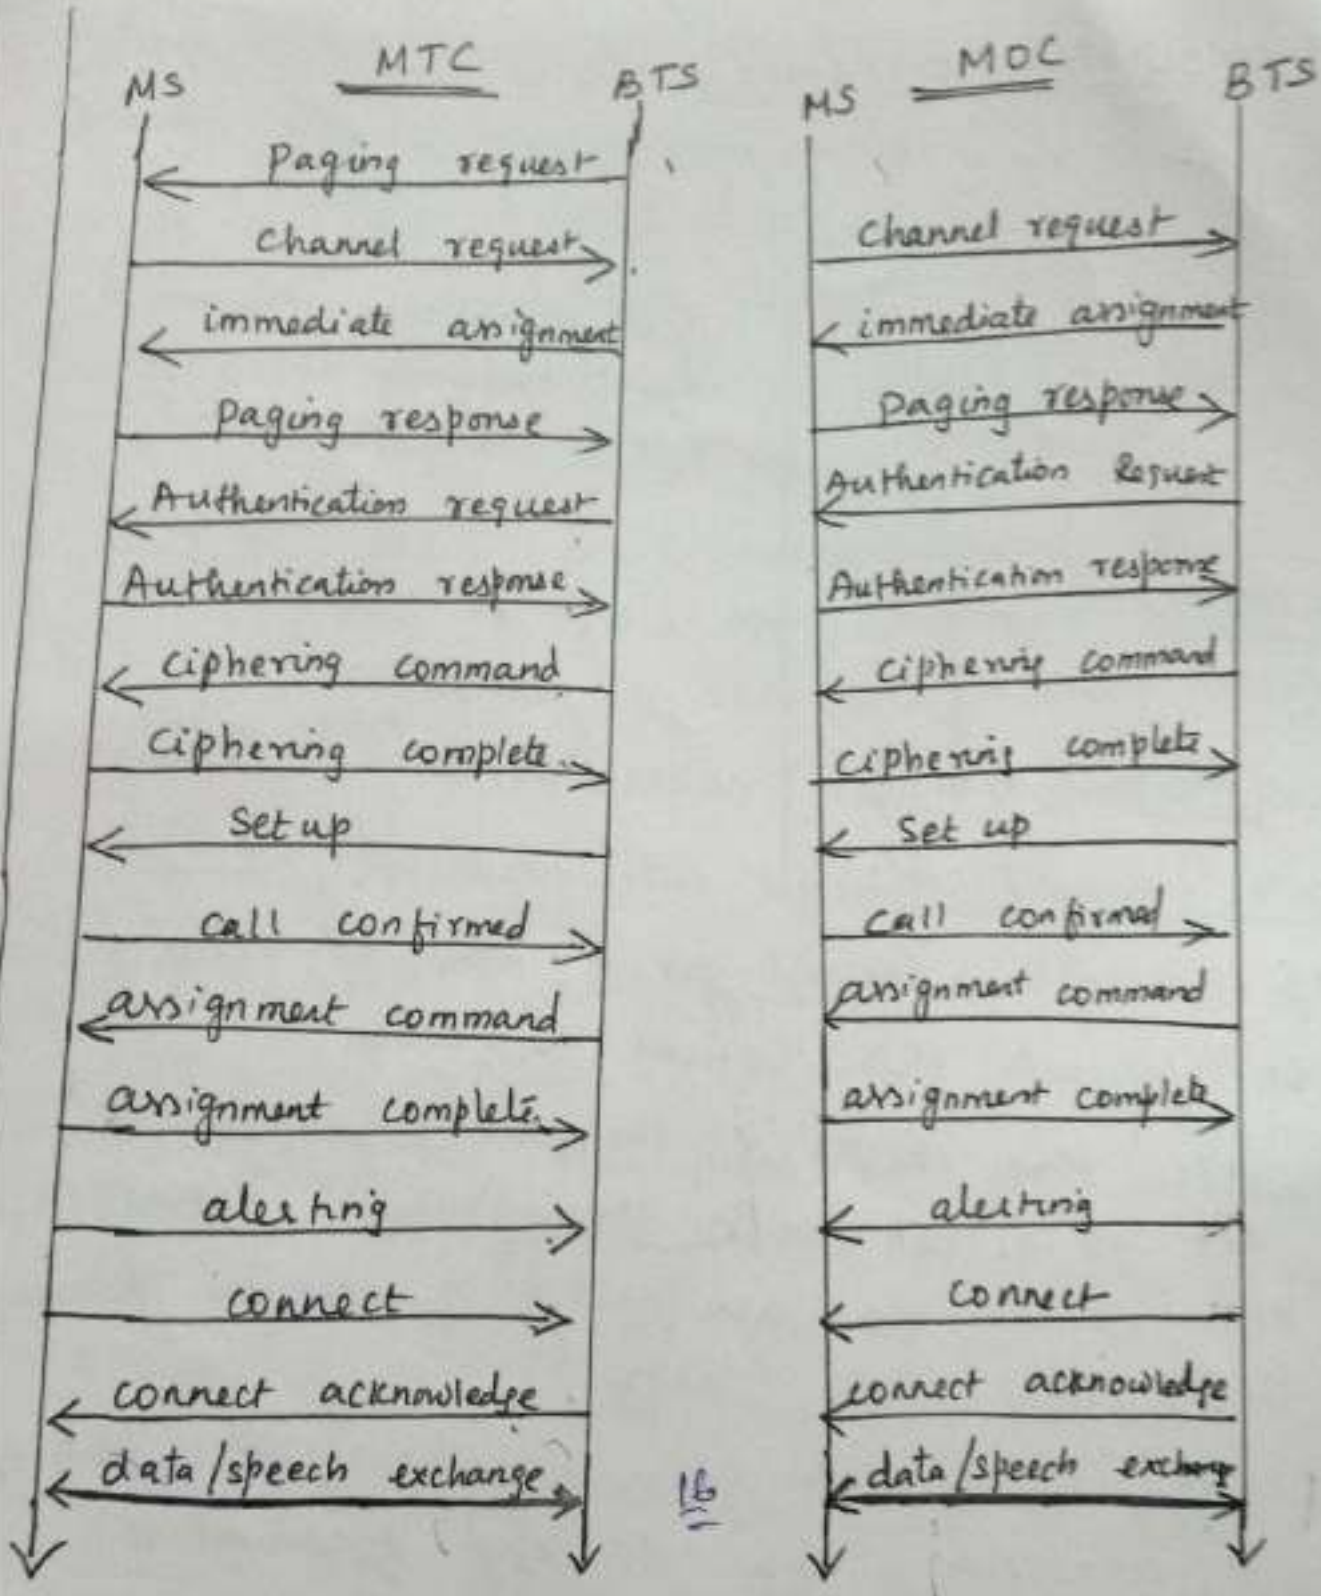 MTC
MS BTS
Paging request
Channel request
immediate assignment
Paging response
Authentication request
Authentication response
ciphering command
ciphering complete
Set up
call confirmed
assignment command
assignment complete
alerting
connect
connect acknowledge
data/speech exchange
MOC
MS BTS
Channel request
immediate assignment
Paging response
Authentication Request
Authentication response
ciphering command
ciphering complete
Set up
call confirmed
assignment command
assignment complete
alerting
connect
connect acknowledge
data/speech exchange
16